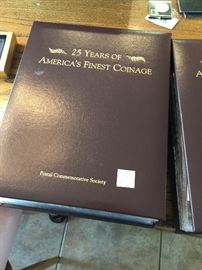 25 YEARS OF
AMERICA'S FINEST COINAGE
Postal Commemorative Society
A